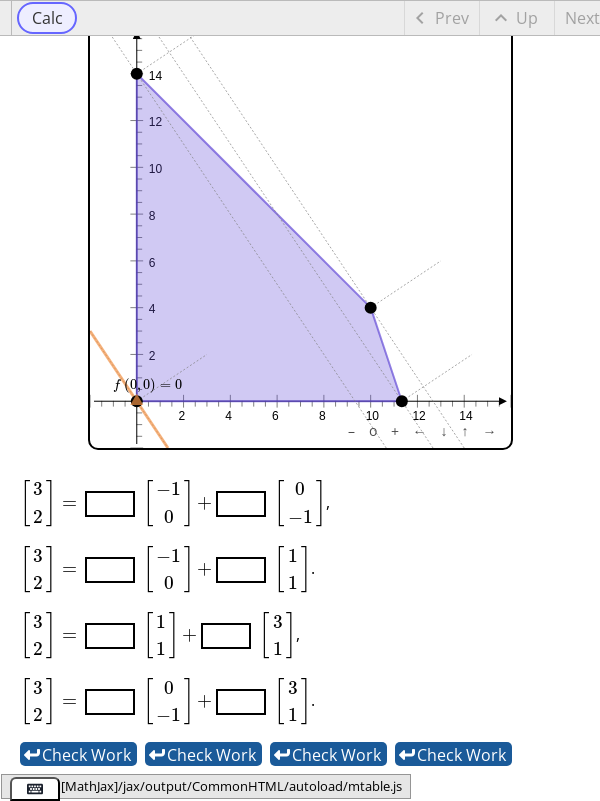 Calc
< Prev ∧ Up Next
14
12
10
8
6
4
2
f (0,0) = 0
2 4 6 8 10 12 14
− o + ← ↓ ↑ →
[3 2] = [−1 0] + [0 −1],
[3 2] = [−1 0] + [1 1].
[3 2] = [1 1] + [3 1],
[3 2] = [0 −1] + [3 1].
↵Check Work ↵Check Work ↵Check Work ↵Check Work
[MathJax]/jax/output/CommonHTML/autoload/mtable.js